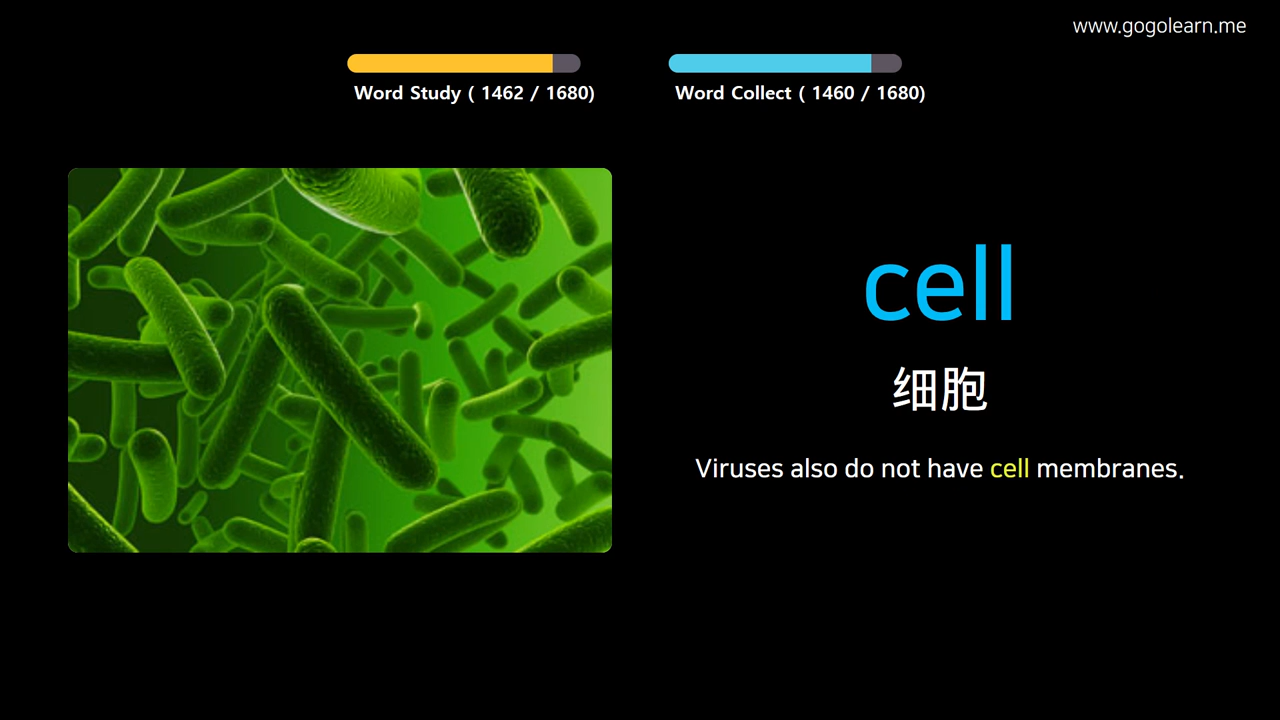 www.gogolearn.me
Word Study ( 1462 / 1680)
Word Collect ( 1460 / 1680)
cell
细胞
Viruses also do not have cell membranes.